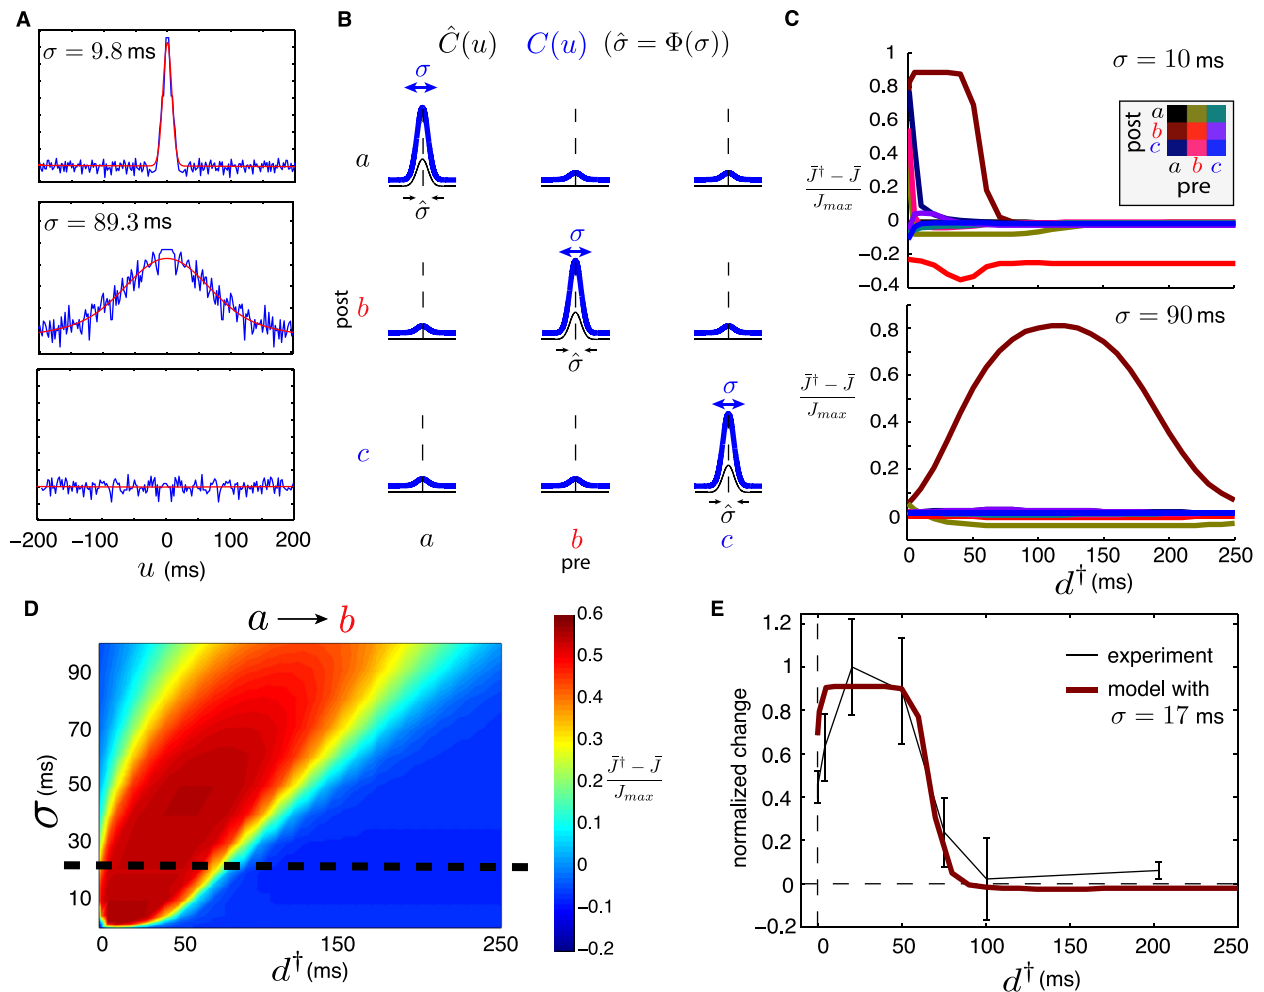 A
σ = 9.8 ms
σ = 89.3 ms
−200 −100 0 100 200
u (ms)
B
Ĉ(u) C(u) (σ̂ = Φ(σ))
σ
a
σ̂
σ
post
b
σ̂
σ
c
σ̂
a b c
pre
C
σ = 10 ms
1
0.8
0.6
0.4
0.2
0
−0.2
−0.4
J̄† − J̄
J_max
post
a
b
c
a b c
pre
σ = 90 ms
0.8
0.6
0.4
0.2
0
J̄† − J̄
J_max
0 50 100 150 200 250
d† (ms)
D
a → b
90
70
50
30
10
σ (ms)
0 50 150 250
d† (ms)
0.6
0.5
0.4
0.3
0.2
0.1
0
−0.1
−0.2
J̄† − J̄
J_max
E
1.2
1
0.8
0.6
0.4
0.2
0
−0.2
normalized change
experiment
model with
σ = 17 ms
0 50 100 150 200 250
d† (ms)